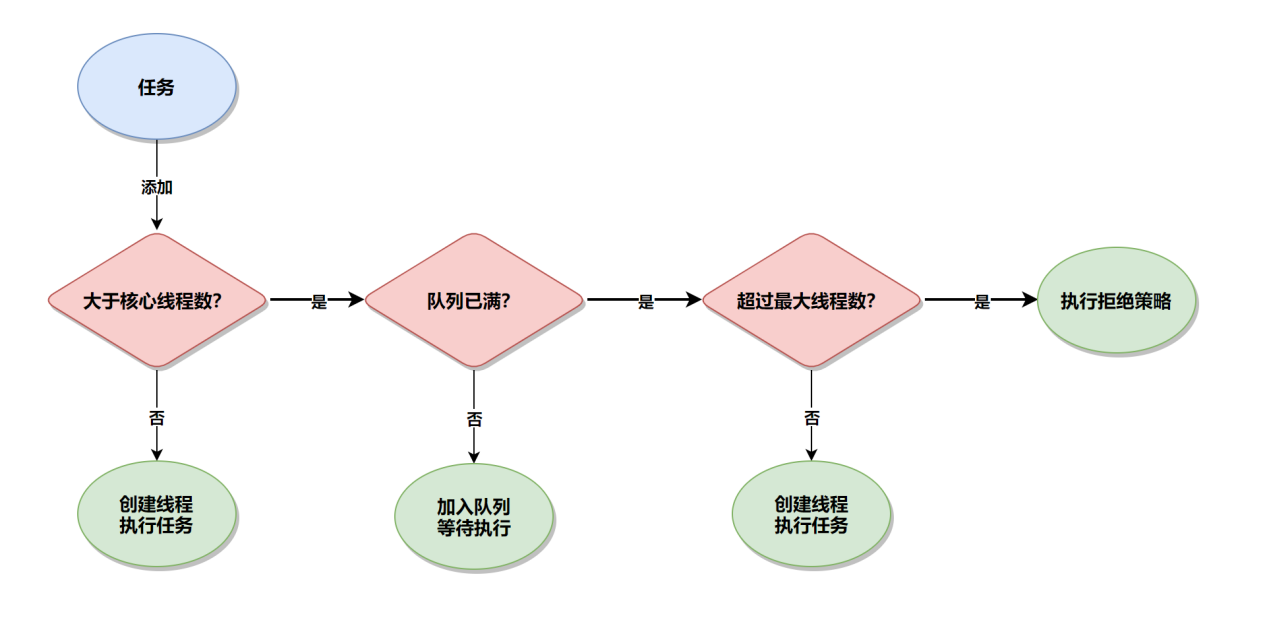 任务
添加
大于核心线程数？
是
队列已满？
是
超过最大线程数？
是
执行拒绝策略
否
否
否
创建线程
执行任务
加入队列
等待执行
创建线程
执行任务